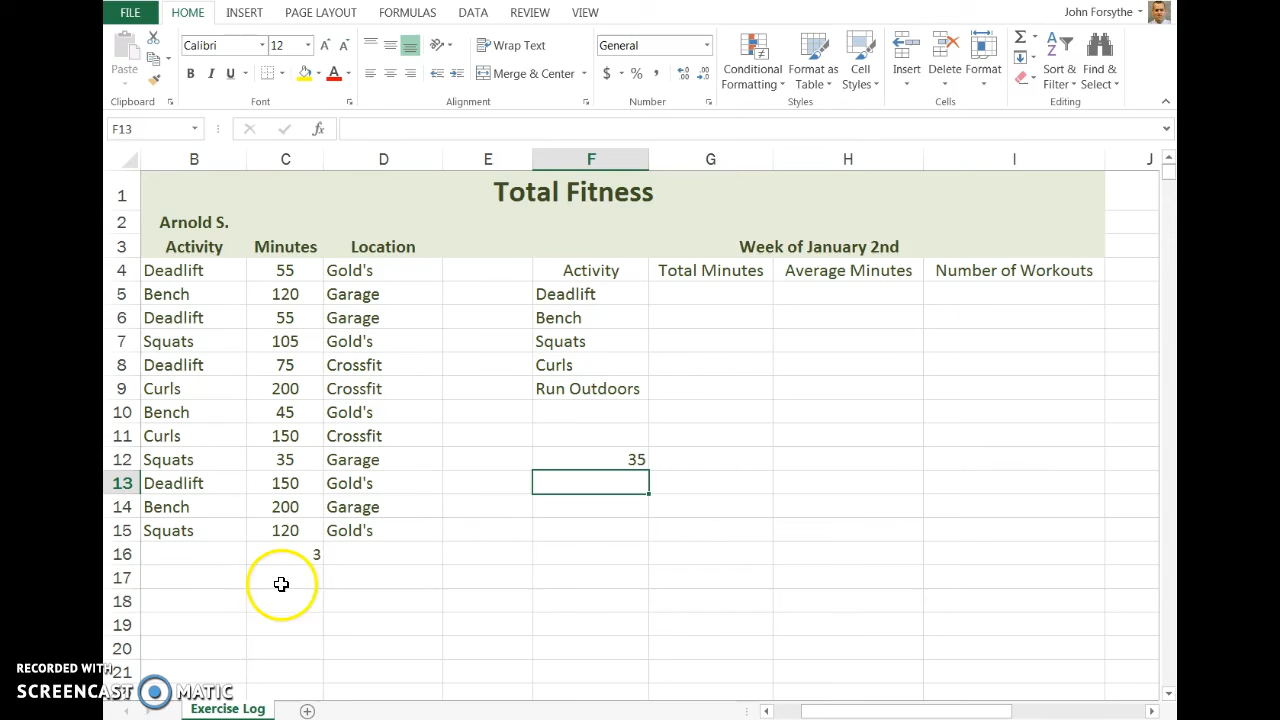 FILE HOME INSERT PAGE LAYOUT FORMULAS DATA REVIEW VIEW John Forsythe
Calibri 12 Wrap Text General
Paste B I U Merge & Center $ % , Conditional Formatting Format as Table Cell Styles Insert Delete Format Sort & Filter Find & Select
Clipboard Font Alignment Number Styles Cells Editing
F13 fx
B C D E F G H I J
1 Total Fitness
2 Arnold S.
3 Activity Minutes Location Week of January 2nd
4 Deadlift 55 Gold's Activity Total Minutes Average Minutes Number of Workouts
5 Bench 120 Garage Deadlift
6 Deadlift 55 Garage Bench
7 Squats 105 Gold's Squats
8 Deadlift 75 Crossfit Curls
9 Curls 200 Crossfit Run Outdoors
10 Bench 45 Gold's
11 Curls 150 Crossfit
12 Squats 35 Garage 35
13 Deadlift 150 Gold's
14 Bench 200 Garage
15 Squats 120 Gold's
16 3
17
18
19
20
21
RECORDED WITH
SCREENCAST MATIC
Exercise Log